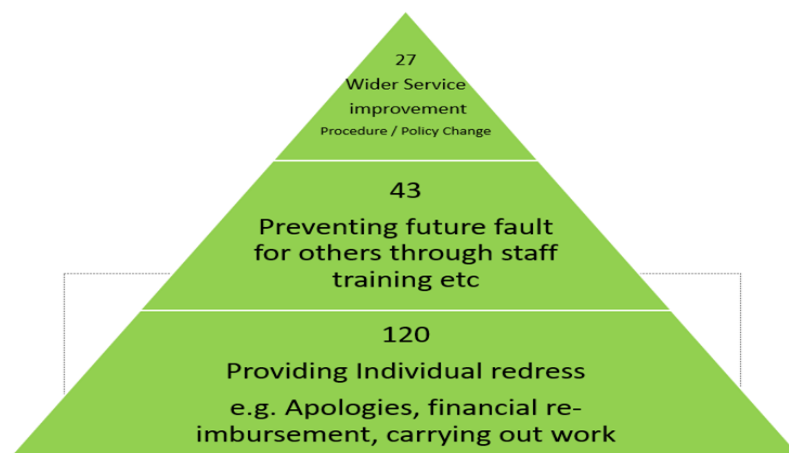 27
Wider Service
improvement
Procedure / Policy Change
43
Preventing future fault
for others through staff
training etc
120
Providing Individual redress
e.g. Apologies, financial re-
imbursement, carrying out work